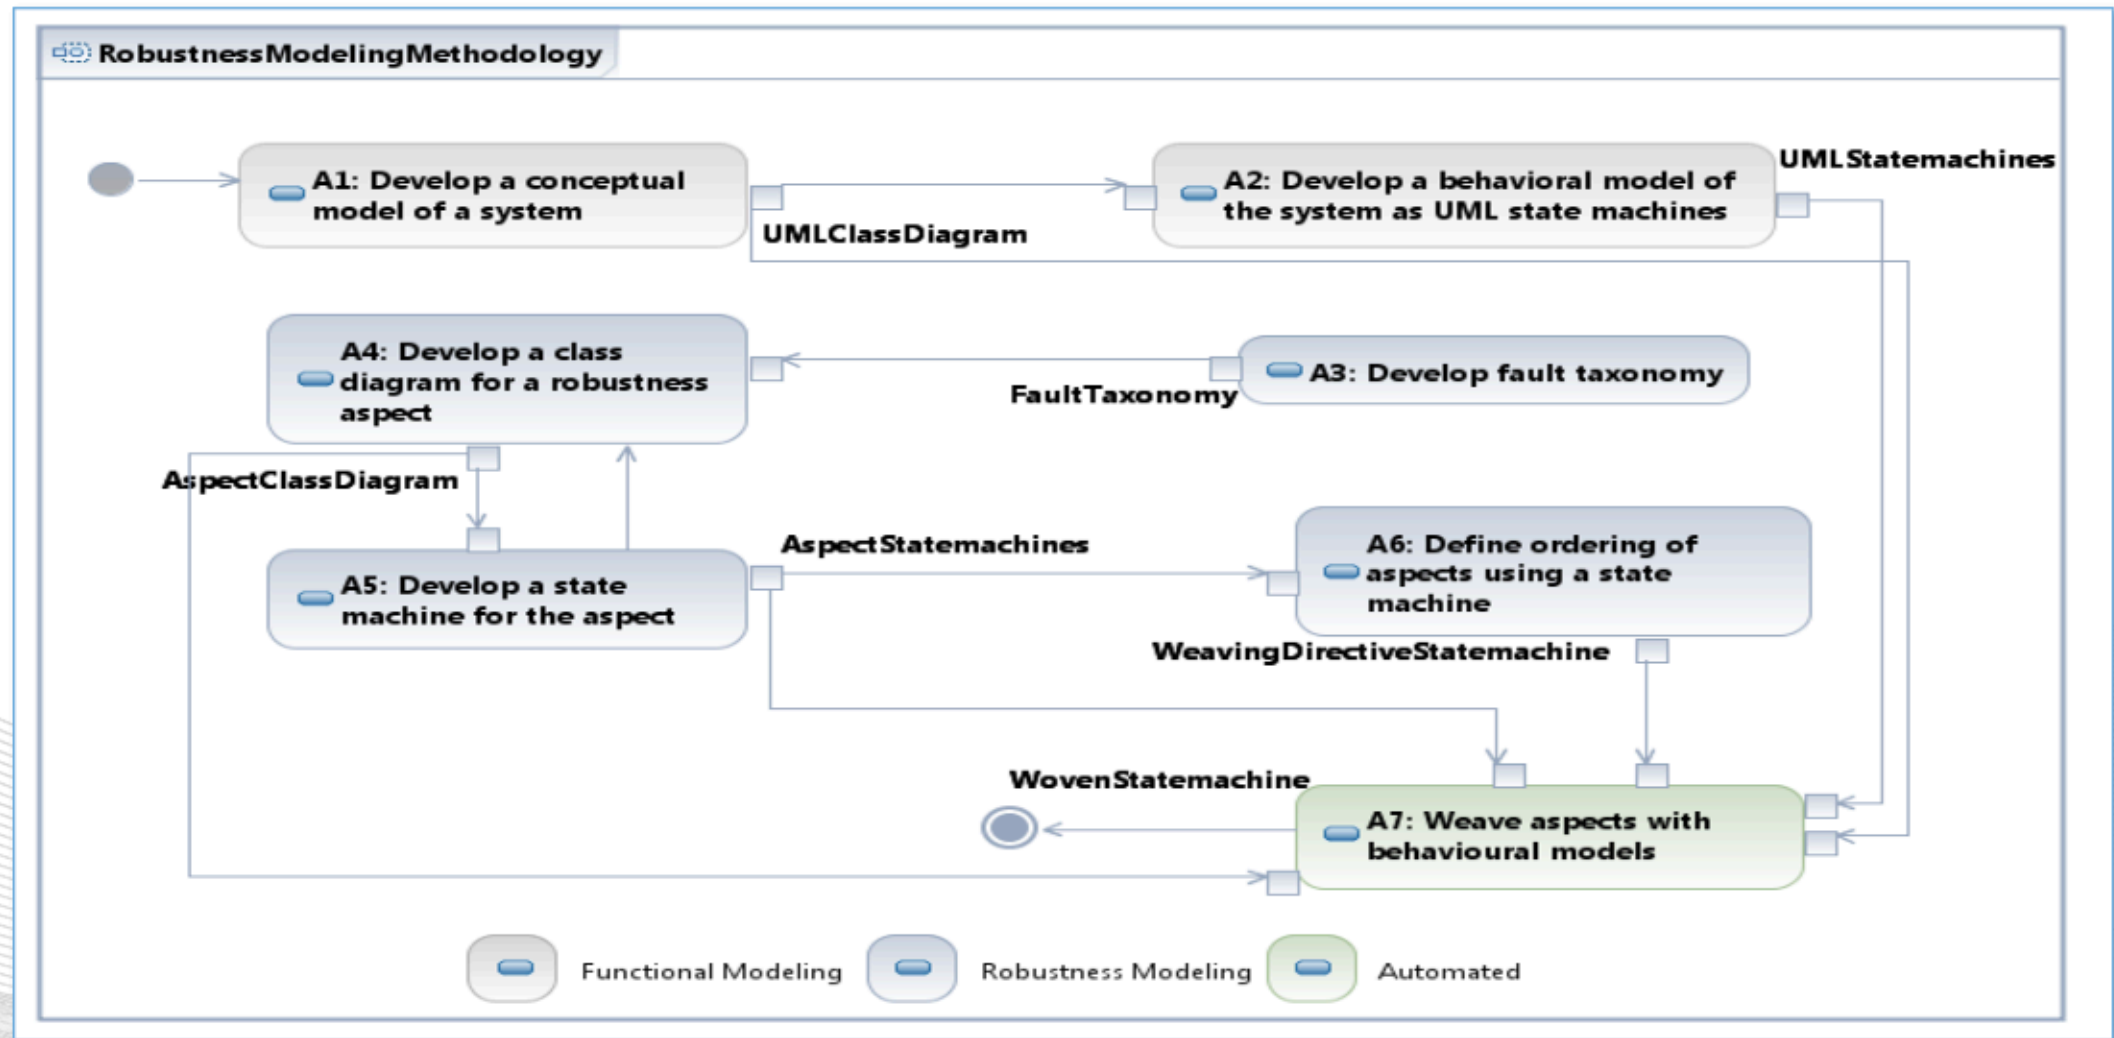 RobustnessModelingMethodology
A1: Develop a conceptual
model of a system
UMLClassDiagram
A2: Develop a behavioral model of
the system as UML state machines
UMLStatemachines
A4: Develop a class
diagram for a robustness
aspect
FaultTaxonomy
A3: Develop fault taxonomy
AspectClassDiagram
A5: Develop a state
machine for the aspect
AspectStatemachines
A6: Define ordering of
aspects using a state
machine
WeavingDirectiveStatemachine
WovenStatemachine
A7: Weave aspects with
behavioural models
Functional Modeling
Robustness Modeling
Automated